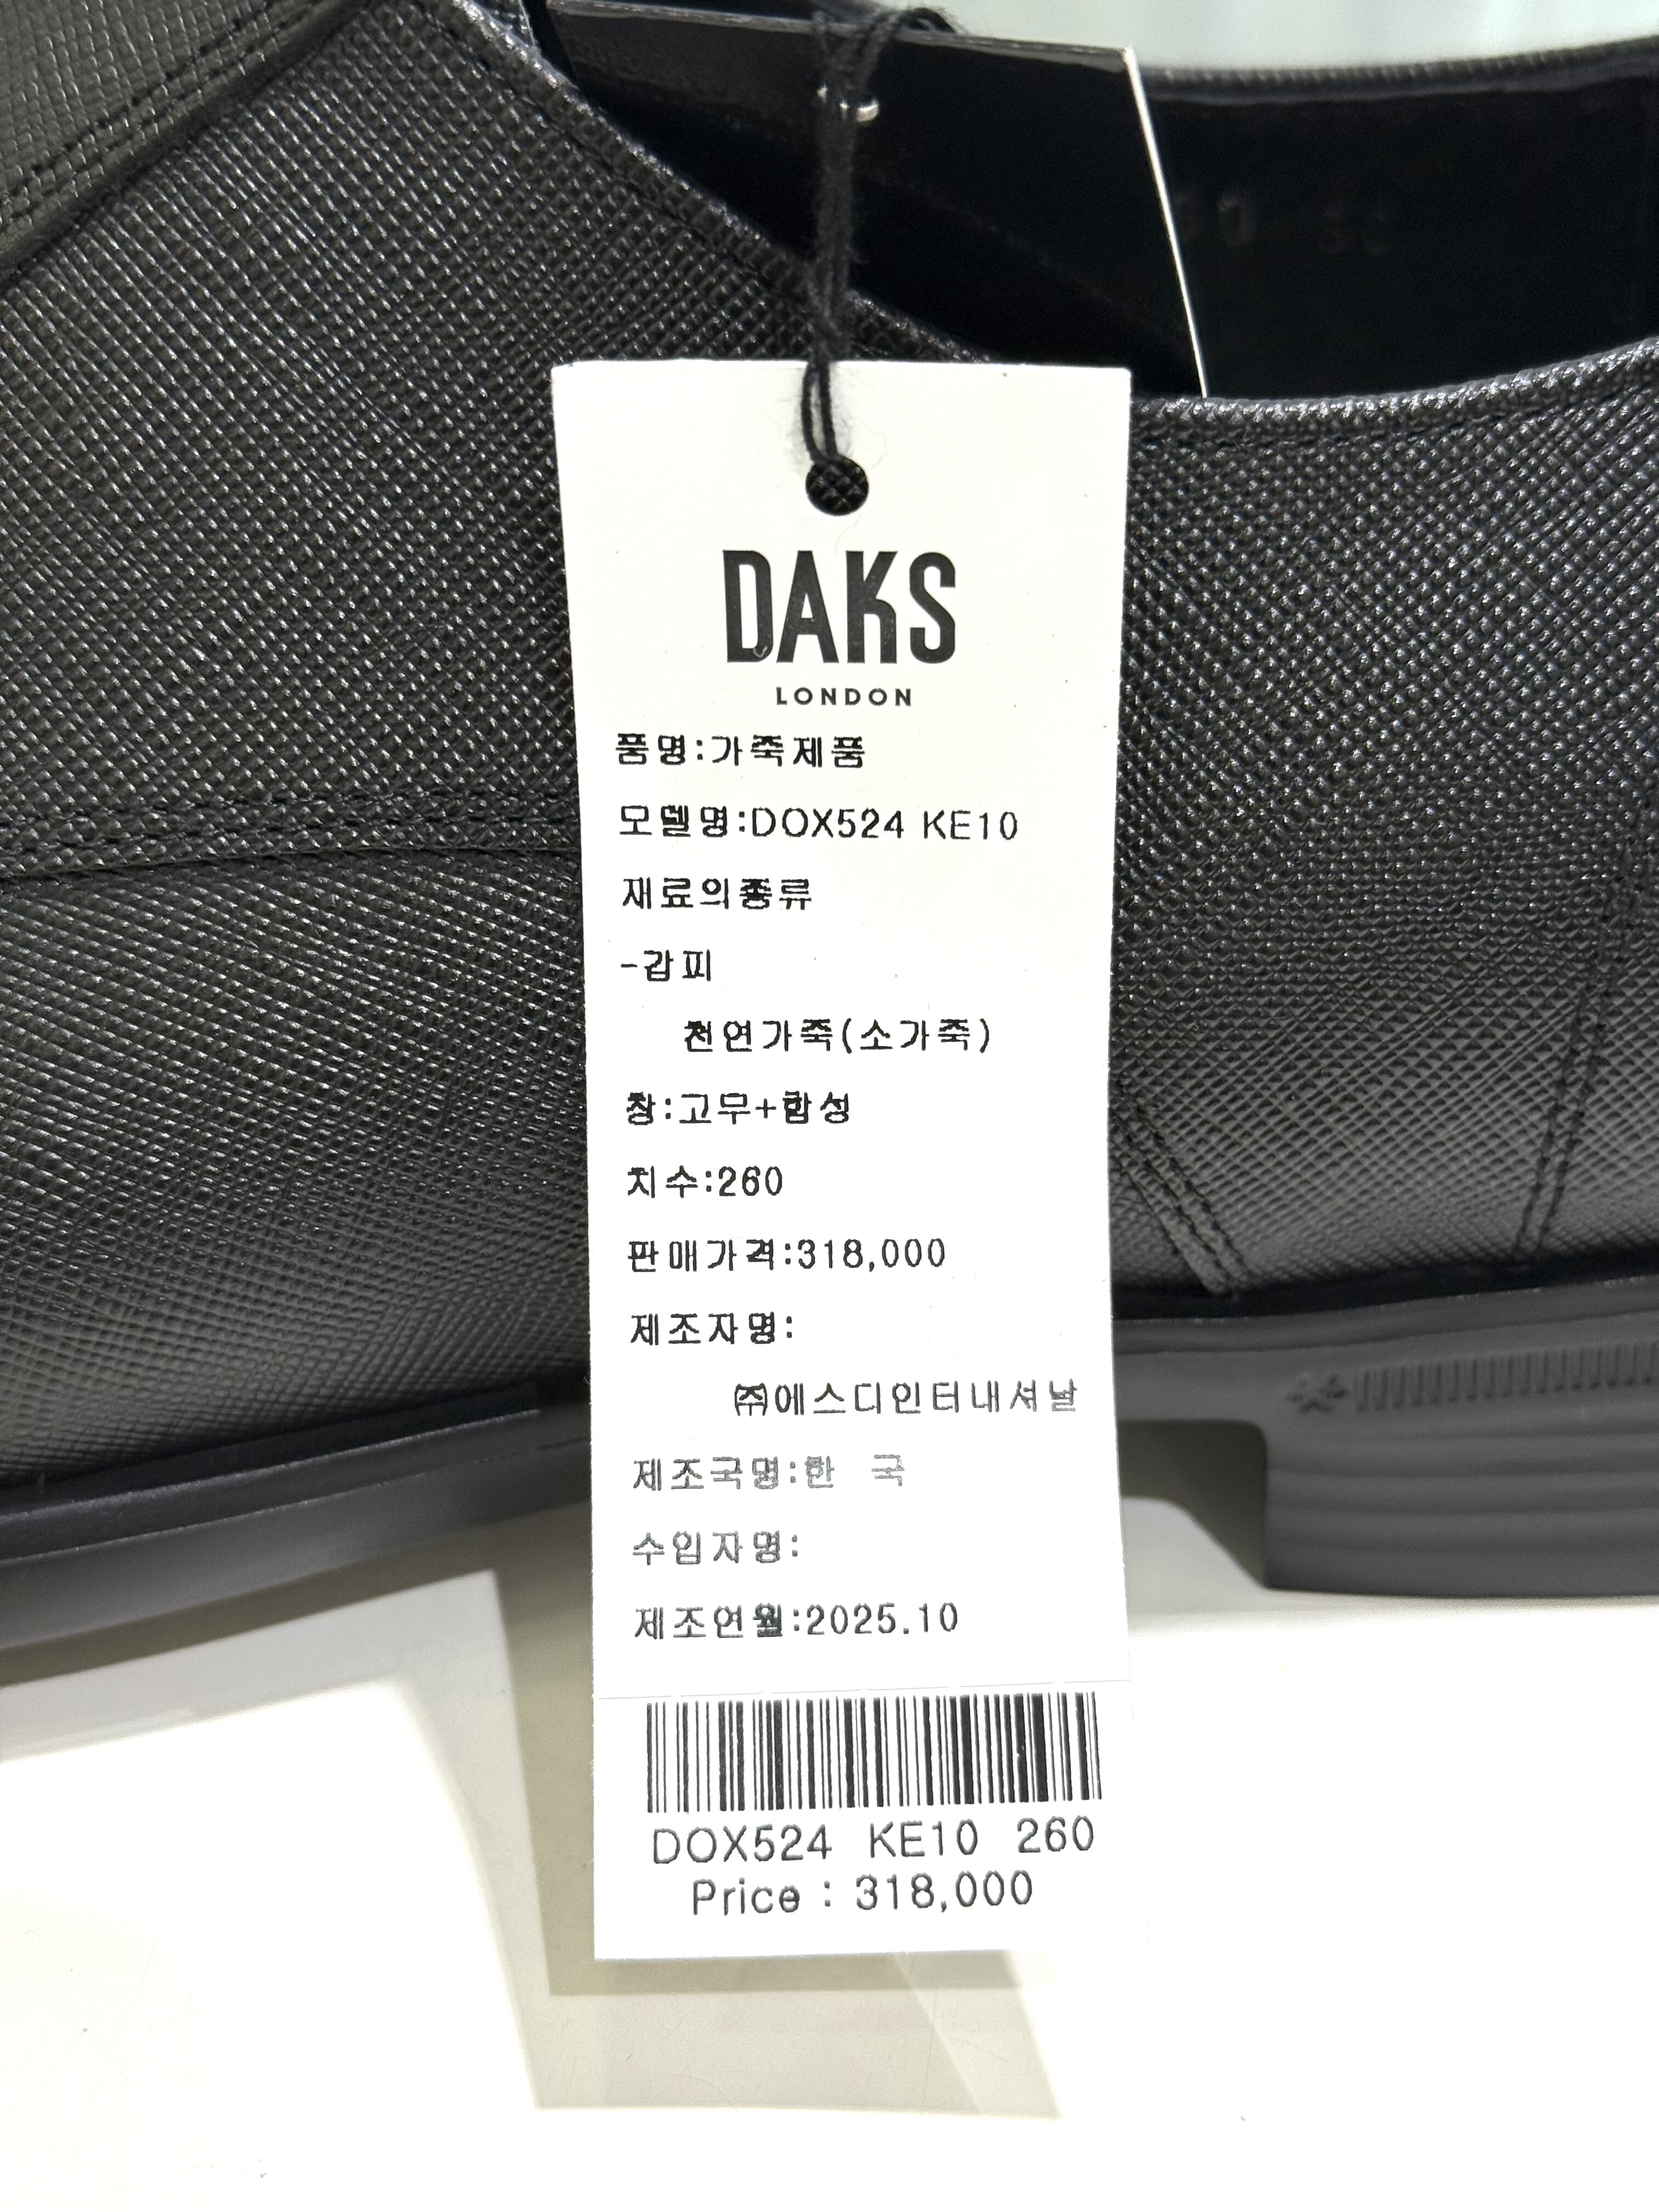 DAKS
LONDON
품명:가죽제품
모델명:DOX524 KE10
재료의종류
-갑피
천연가죽(소가죽)
창:고무+합성
치수:260
판매가격:318,000
제조자명:
㈜에스디인터내셔날
제조국명:한 국
수입자명:
제조연월:2025.10
DOX524 KE10 260
Price : 318,000